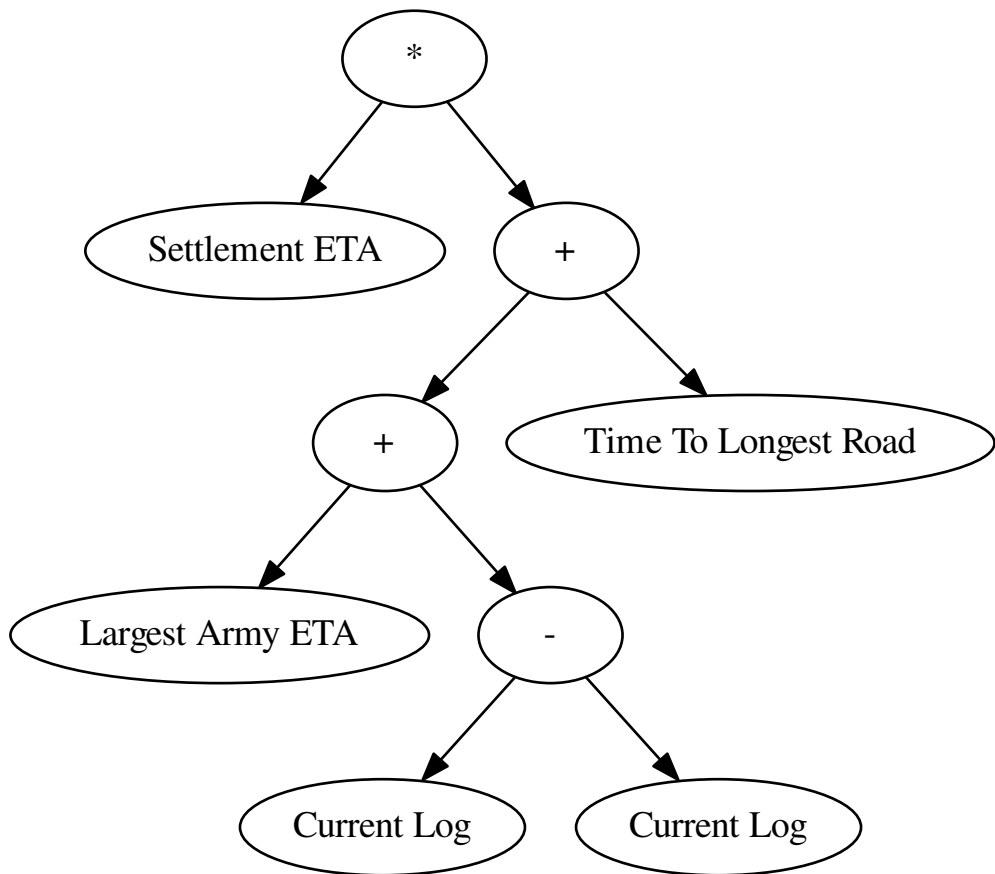 *
Settlement ETA
+
+
Time To Longest Road
Largest Army ETA
-
Current Log
Current Log